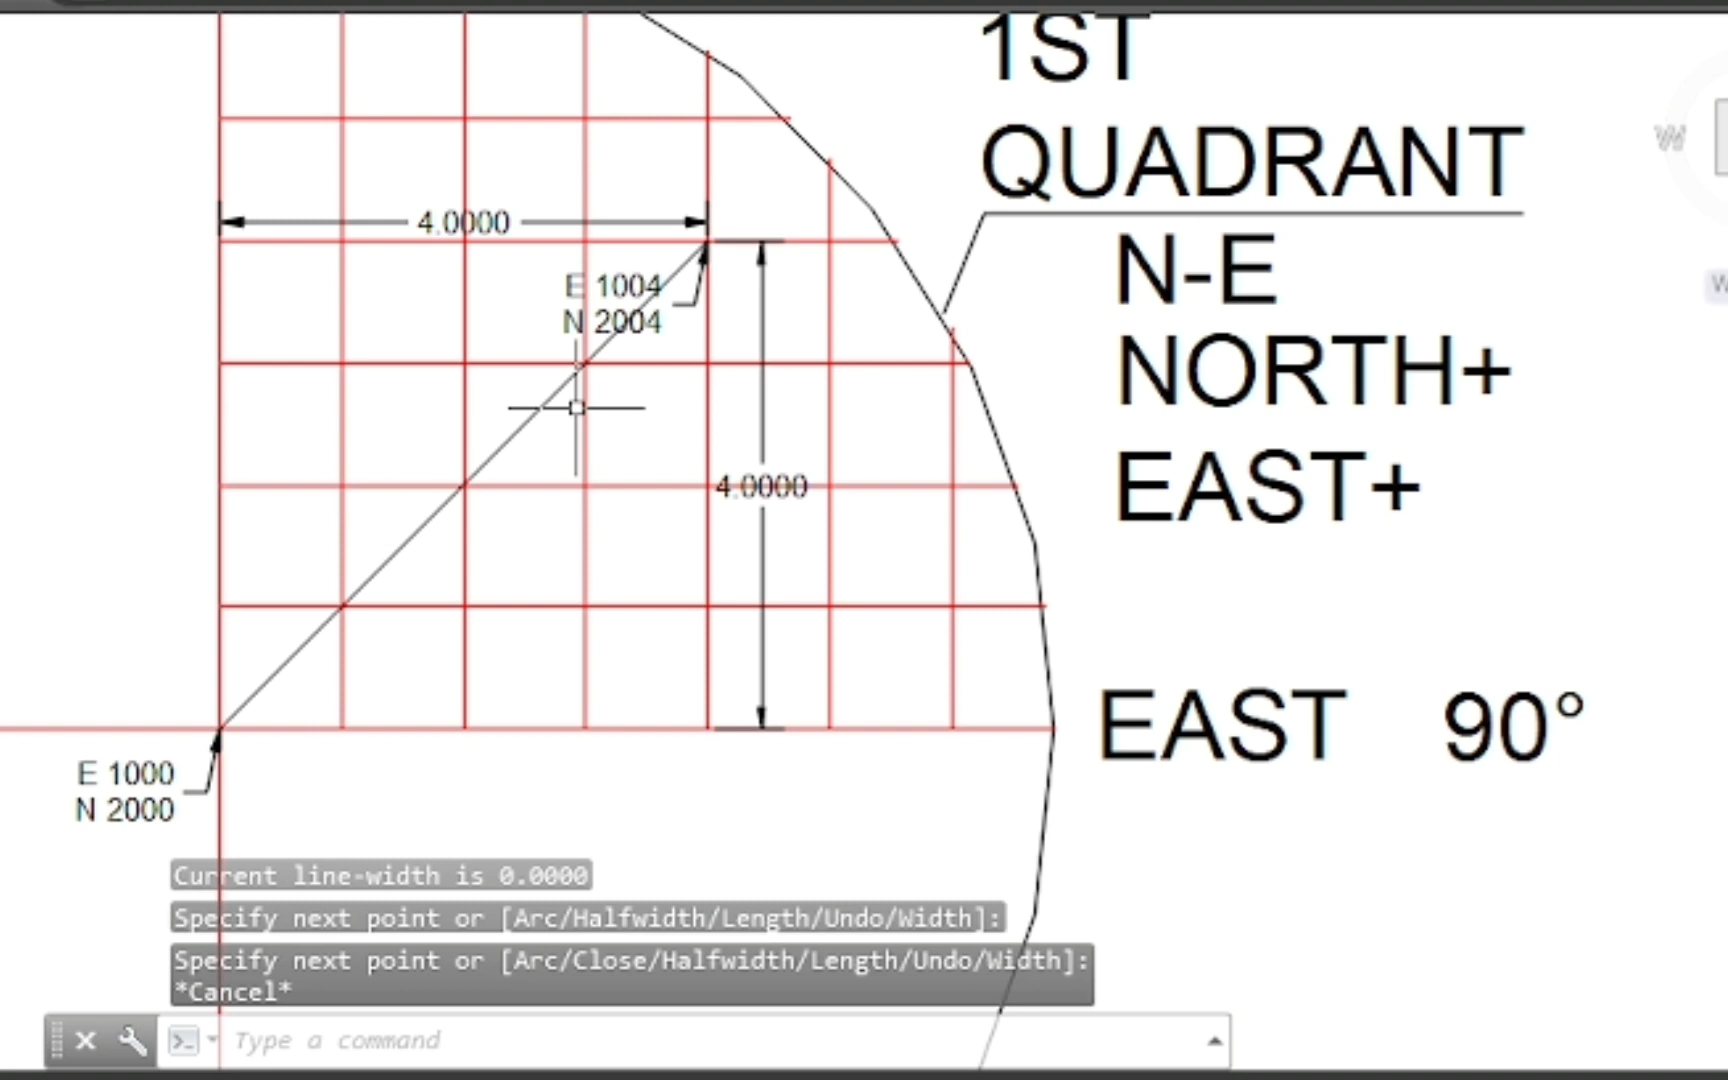 1ST
QUADRANT
W
4.0000
N-E
E 1004
N 2004
W
NORTH+
4.0000
EAST+
EAST 90°
E 1000
N 2000
Current line-width is 0.0000
Specify next point or [Arc/Halfwidth/Length/Undo/Width]:
Specify next point or [Arc/Close/Halfwidth/Length/Undo/Width]:
*Cancel*
Type a command